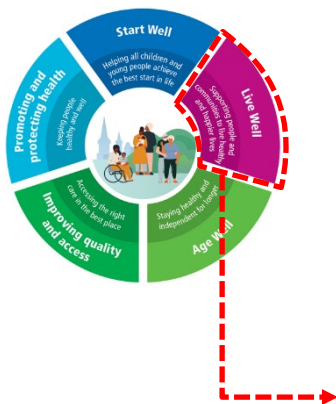 Start Well
Helping all children and
young people achieve
the best start in life
Live Well
Supporting people and
communities to live healthy
and happier lives
Age Well
Staying healthy and
independent for longer
Improving quality
and access
Accessing the right
care in the best place
Promoting and
protecting health
Keeping people
healthy and well